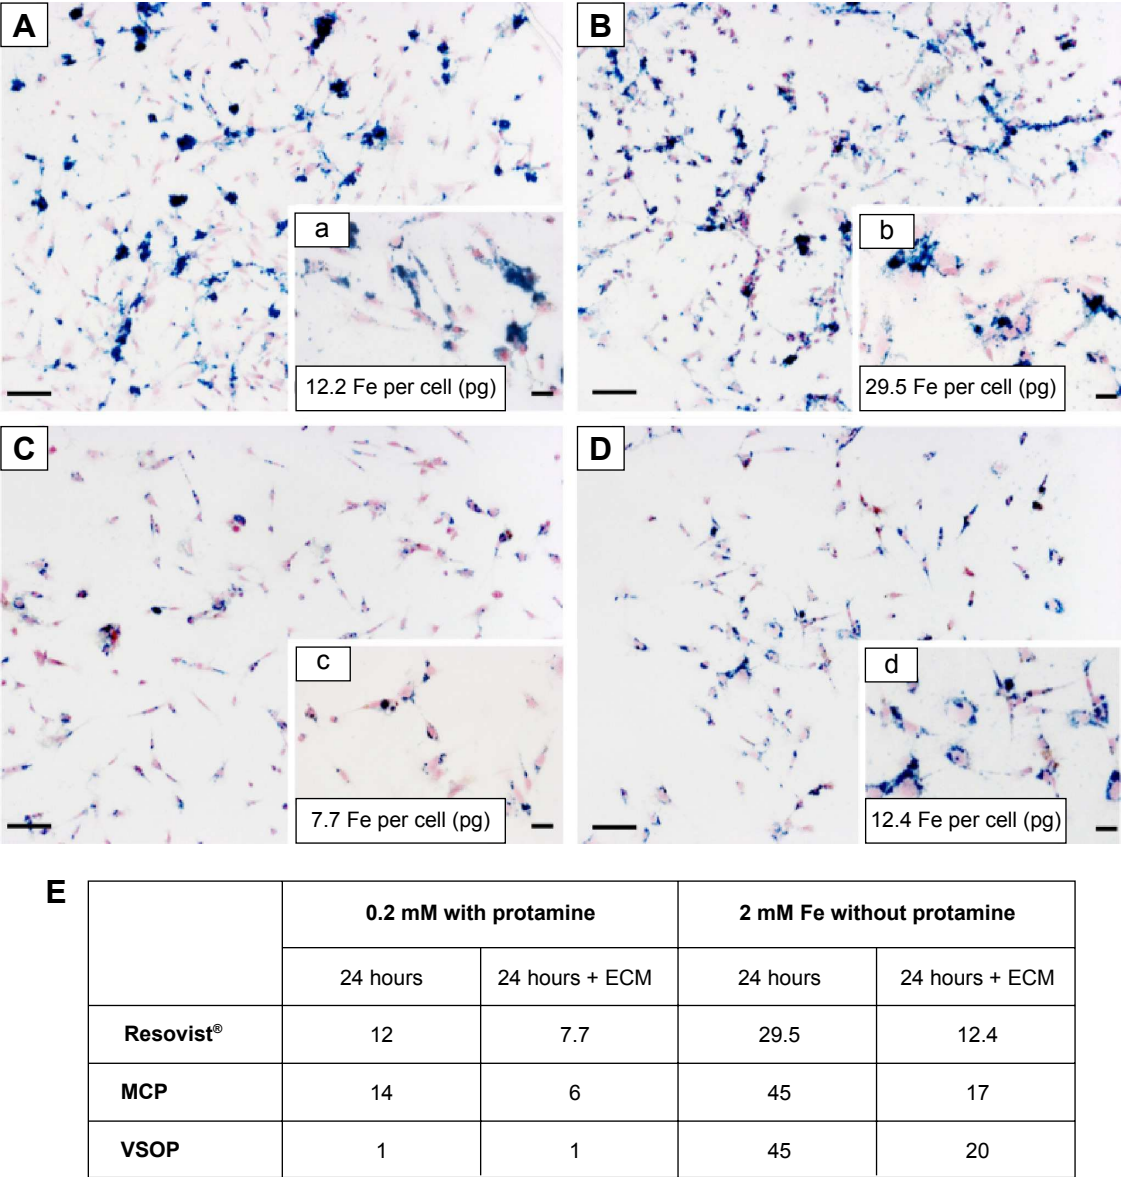 A
B
a
b
12.2 Fe per cell (pg)
29.5 Fe per cell (pg)
C
D
c
d
7.7 Fe per cell (pg)
12.4 Fe per cell (pg)
E
0.2 mM with protamine 2 mM Fe without protamine
24 hours 24 hours + ECM 24 hours 24 hours + ECM
Resovist® 12 7.7 29.5 12.4
MCP 14 6 45 17
VSOP 1 1 45 20